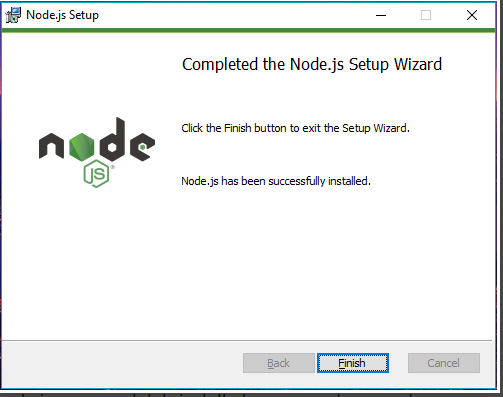 Node.js Setup
Completed the Node.js Setup Wizard
Click the Finish button to exit the Setup Wizard.
node
JS
Node.js has been successfully installed.
Back
Finish
Cancel